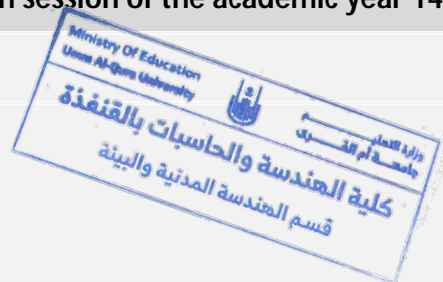 n session of the academic year 14
Ministry Of Education
Umm Al-Qura University
وزارة التعليم
جامعة أم القـــــرى
كلية الهندسة والحاسبات بالقنفذة
قسم الهندسة المدنية والبيئة